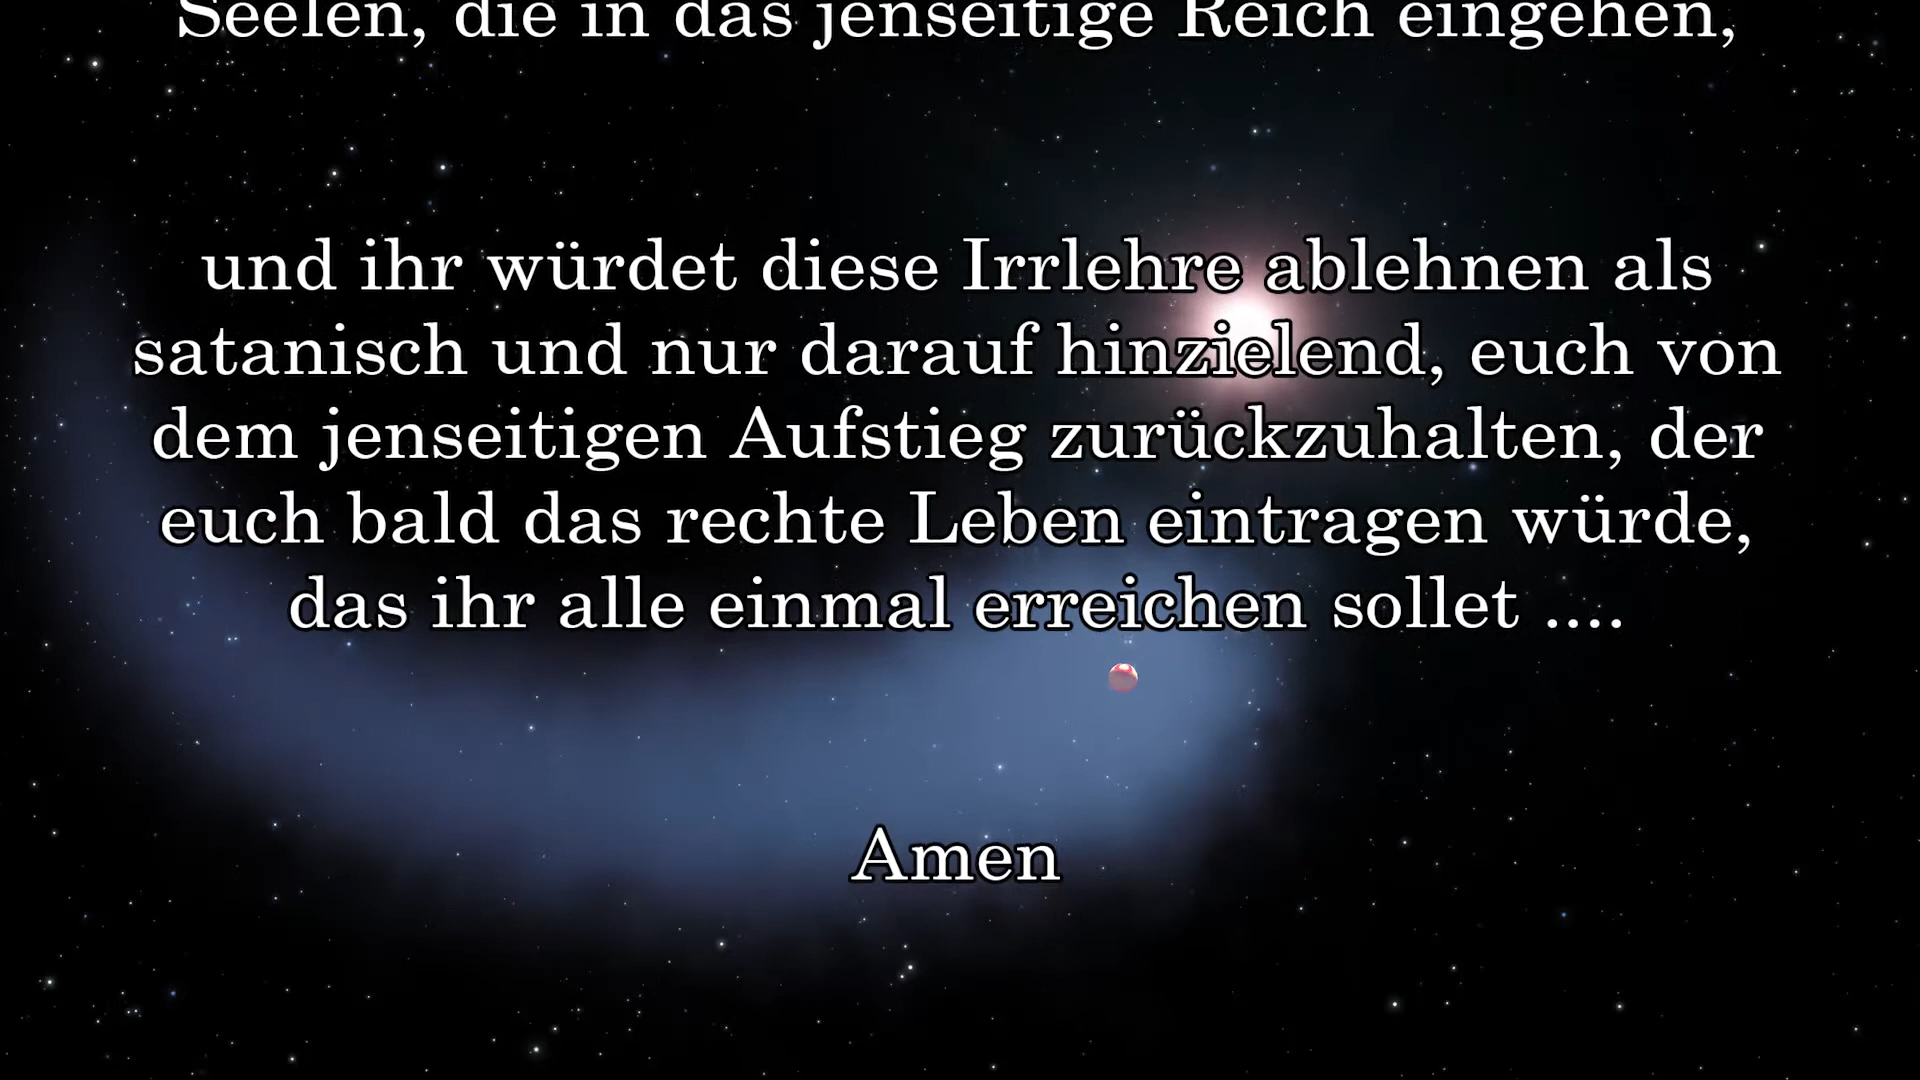 Seelen, die in das jenseitige Reich eingehen,
und ihr würdet diese Irrlehre ablehnen als
satanisch und nur darauf hinzielend, euch von
dem jenseitigen Aufstieg zurückzuhalten, der
euch bald das rechte Leben eintragen würde,
das ihr alle einmal erreichen sollet ....
Amen